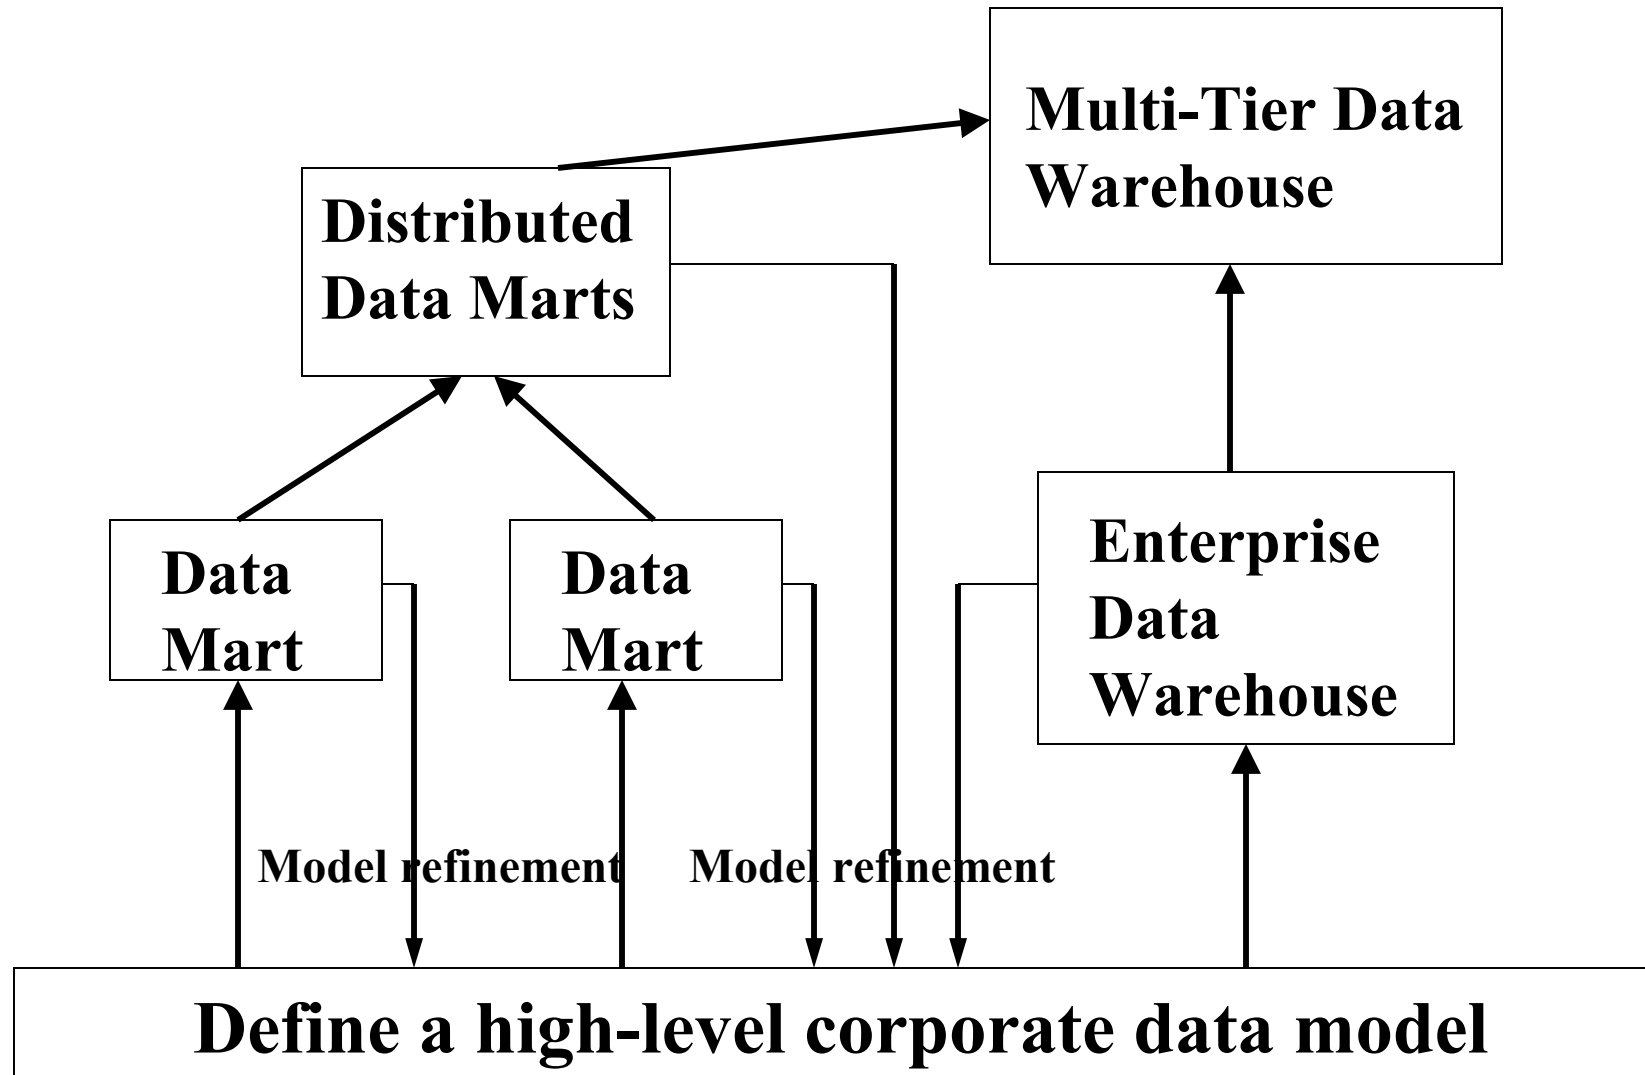 Multi-Tier Data
Warehouse
Distributed
Data Marts
Data
Mart
Data
Mart
Enterprise
Data
Warehouse
Model refinement
Model refinement
Define a high-level corporate data model